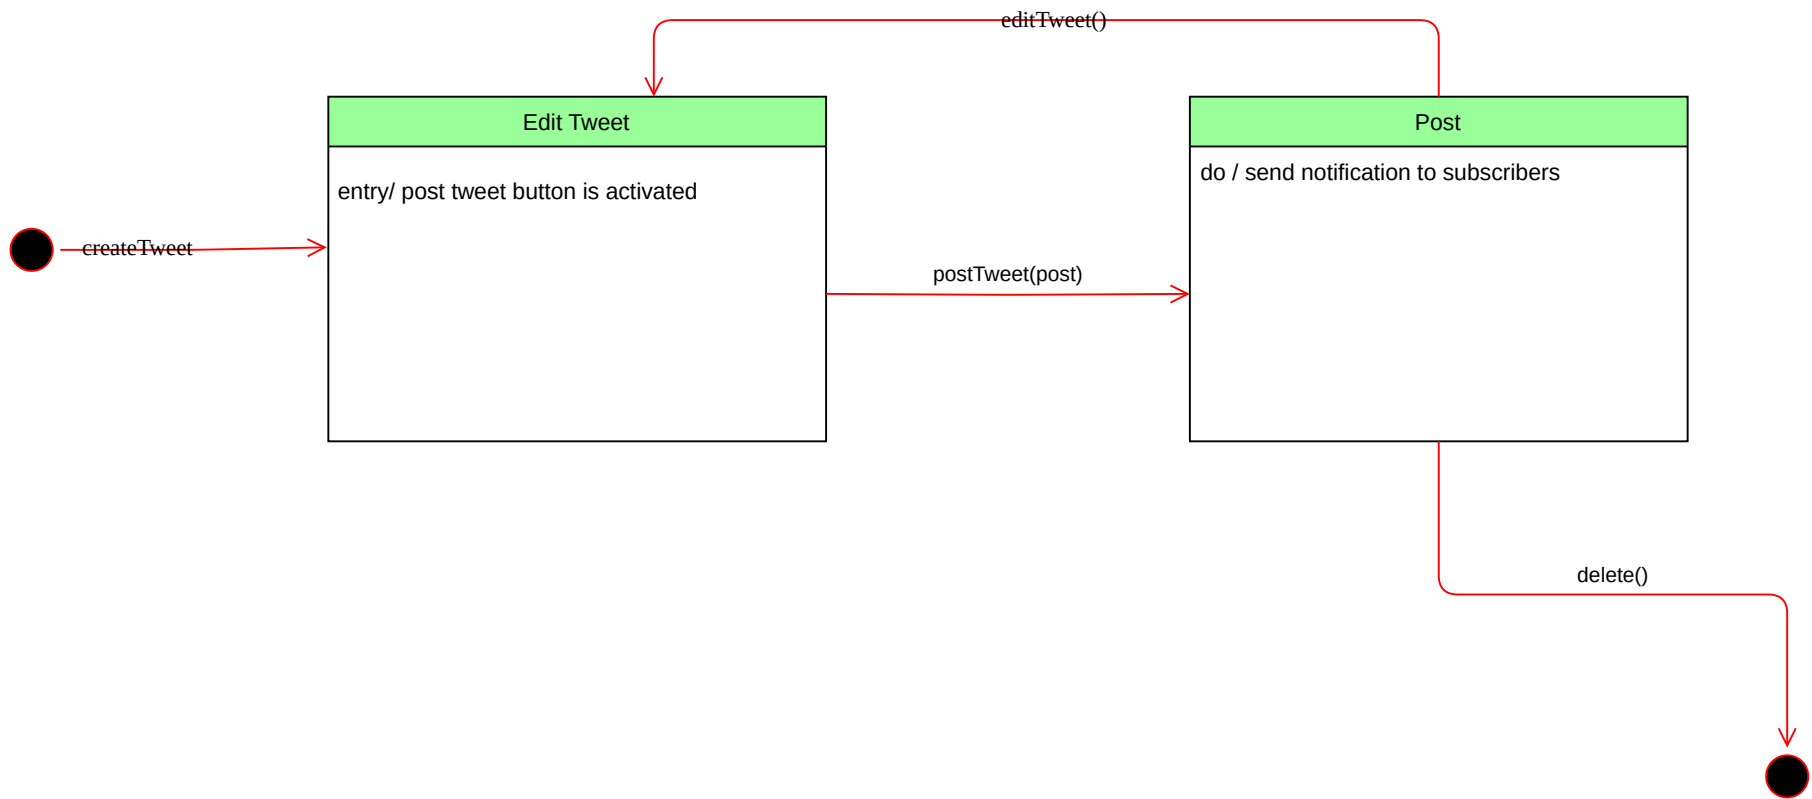 editTweet()
Edit Tweet
Post
do / send notification to subscribers
entry/ post tweet button is activated
createTweet
postTweet(post)
delete()